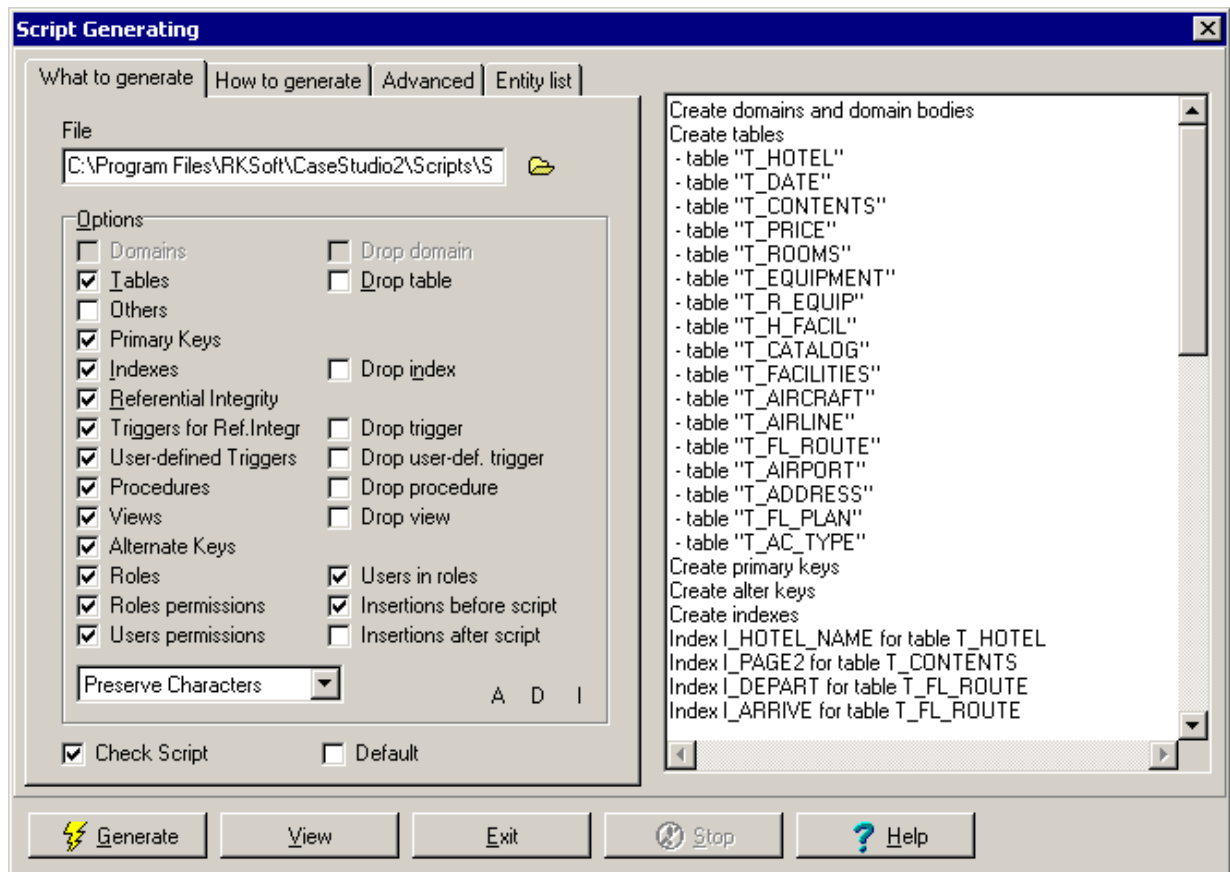 Script Generating
What to generate
How to generate
Advanced
Entity list
File
C:\Program Files\RKSoft\CaseStudio2\Scripts\S
Options
Domains
Drop domain
Tables
Drop table
Others
Primary Keys
Indexes
Drop index
Referential Integrity
Triggers for Ref.Integr
Drop trigger
User-defined Triggers
Drop user-def. trigger
Procedures
Drop procedure
Views
Drop view
Alternate Keys
Roles
Users in roles
Roles permissions
Insertions before script
Users permissions
Insertions after script
Preserve Characters
A D I
Check Script
Default
Create domains and domain bodies
Create tables
- table "T_HOTEL"
- table "T_DATE"
- table "T_CONTENTS"
- table "T_PRICE"
- table "T_ROOMS"
- table "T_EQUIPMENT"
- table "T_R_EQUIP"
- table "T_H_FACIL"
- table "T_CATALOG"
- table "T_FACILITIES"
- table "T_AIRCRAFT"
- table "T_AIRLINE"
- table "T_FL_ROUTE"
- table "T_AIRPORT"
- table "T_ADDRESS"
- table "T_FL_PLAN"
- table "T_AC_TYPE"
Create primary keys
Create alter keys
Create indexes
Index I_HOTEL_NAME for table T_HOTEL
Index I_PAGE2 for table T_CONTENTS
Index I_DEPART for table T_FL_ROUTE
Index I_ARRIVE for table T_FL_ROUTE
Generate
View
Exit
Stop
Help